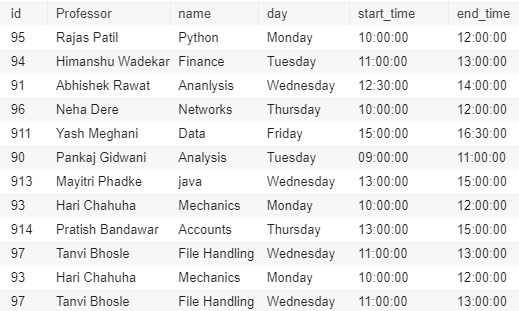 id Professor name day start_time end_time
95 Rajas Patil Python Monday 10:00:00 12:00:00
94 Himanshu Wadekar Finance Tuesday 11:00:00 13:00:00
91 Abhishek Rawat Ananlysis Wednesday 12:30:00 14:00:00
96 Neha Dere Networks Thursday 10:00:00 12:00:00
911 Yash Meghani Data Friday 15:00:00 16:30:00
90 Pankaj Gidwani Analysis Tuesday 09:00:00 11:00:00
913 Mayitri Phadke java Wednesday 13:00:00 15:00:00
93 Hari Chahuha Mechanics Monday 10:00:00 12:00:00
914 Pratish Bandawar Accounts Thursday 13:00:00 15:00:00
97 Tanvi Bhosle File Handling Wednesday 11:00:00 13:00:00
93 Hari Chahuha Mechanics Monday 10:00:00 12:00:00
97 Tanvi Bhosle File Handling Wednesday 11:00:00 13:00:00